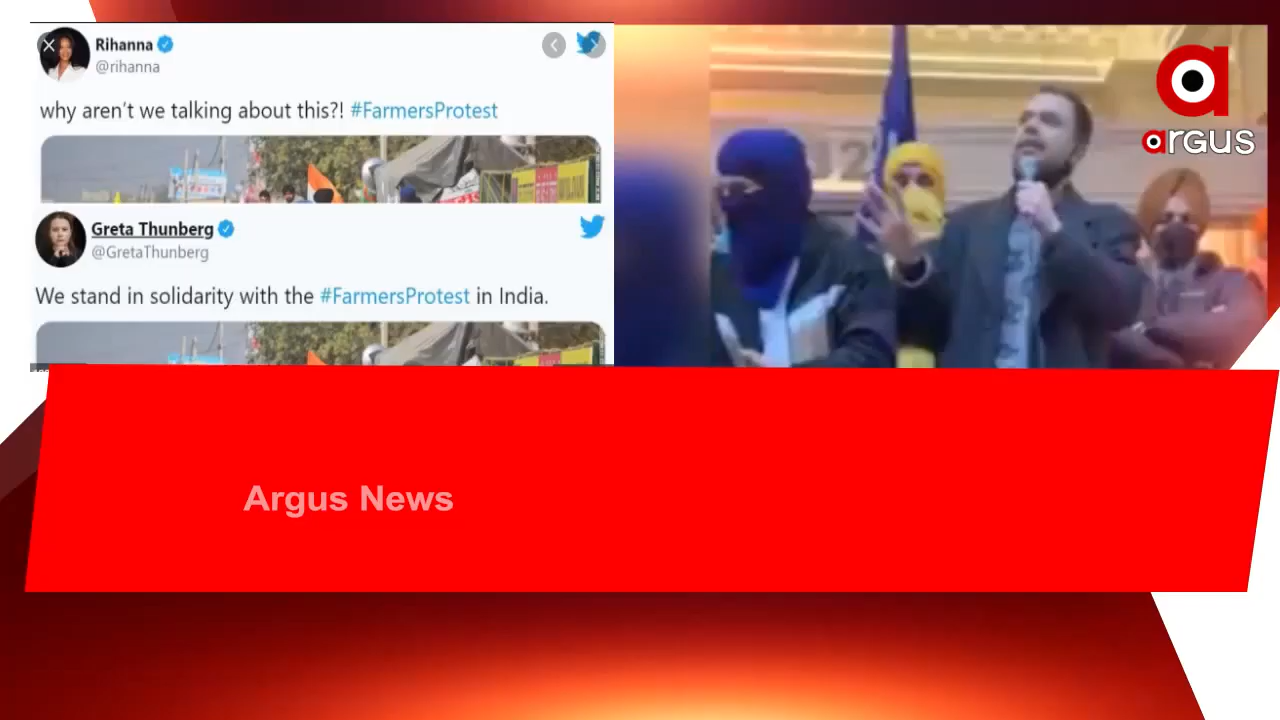 Rihanna
@rihanna
why aren't we talking about this?! #FarmersProtest
Greta Thunberg
@GretaThunberg
We stand in solidarity with the #FarmersProtest in India.
argus
Argus News